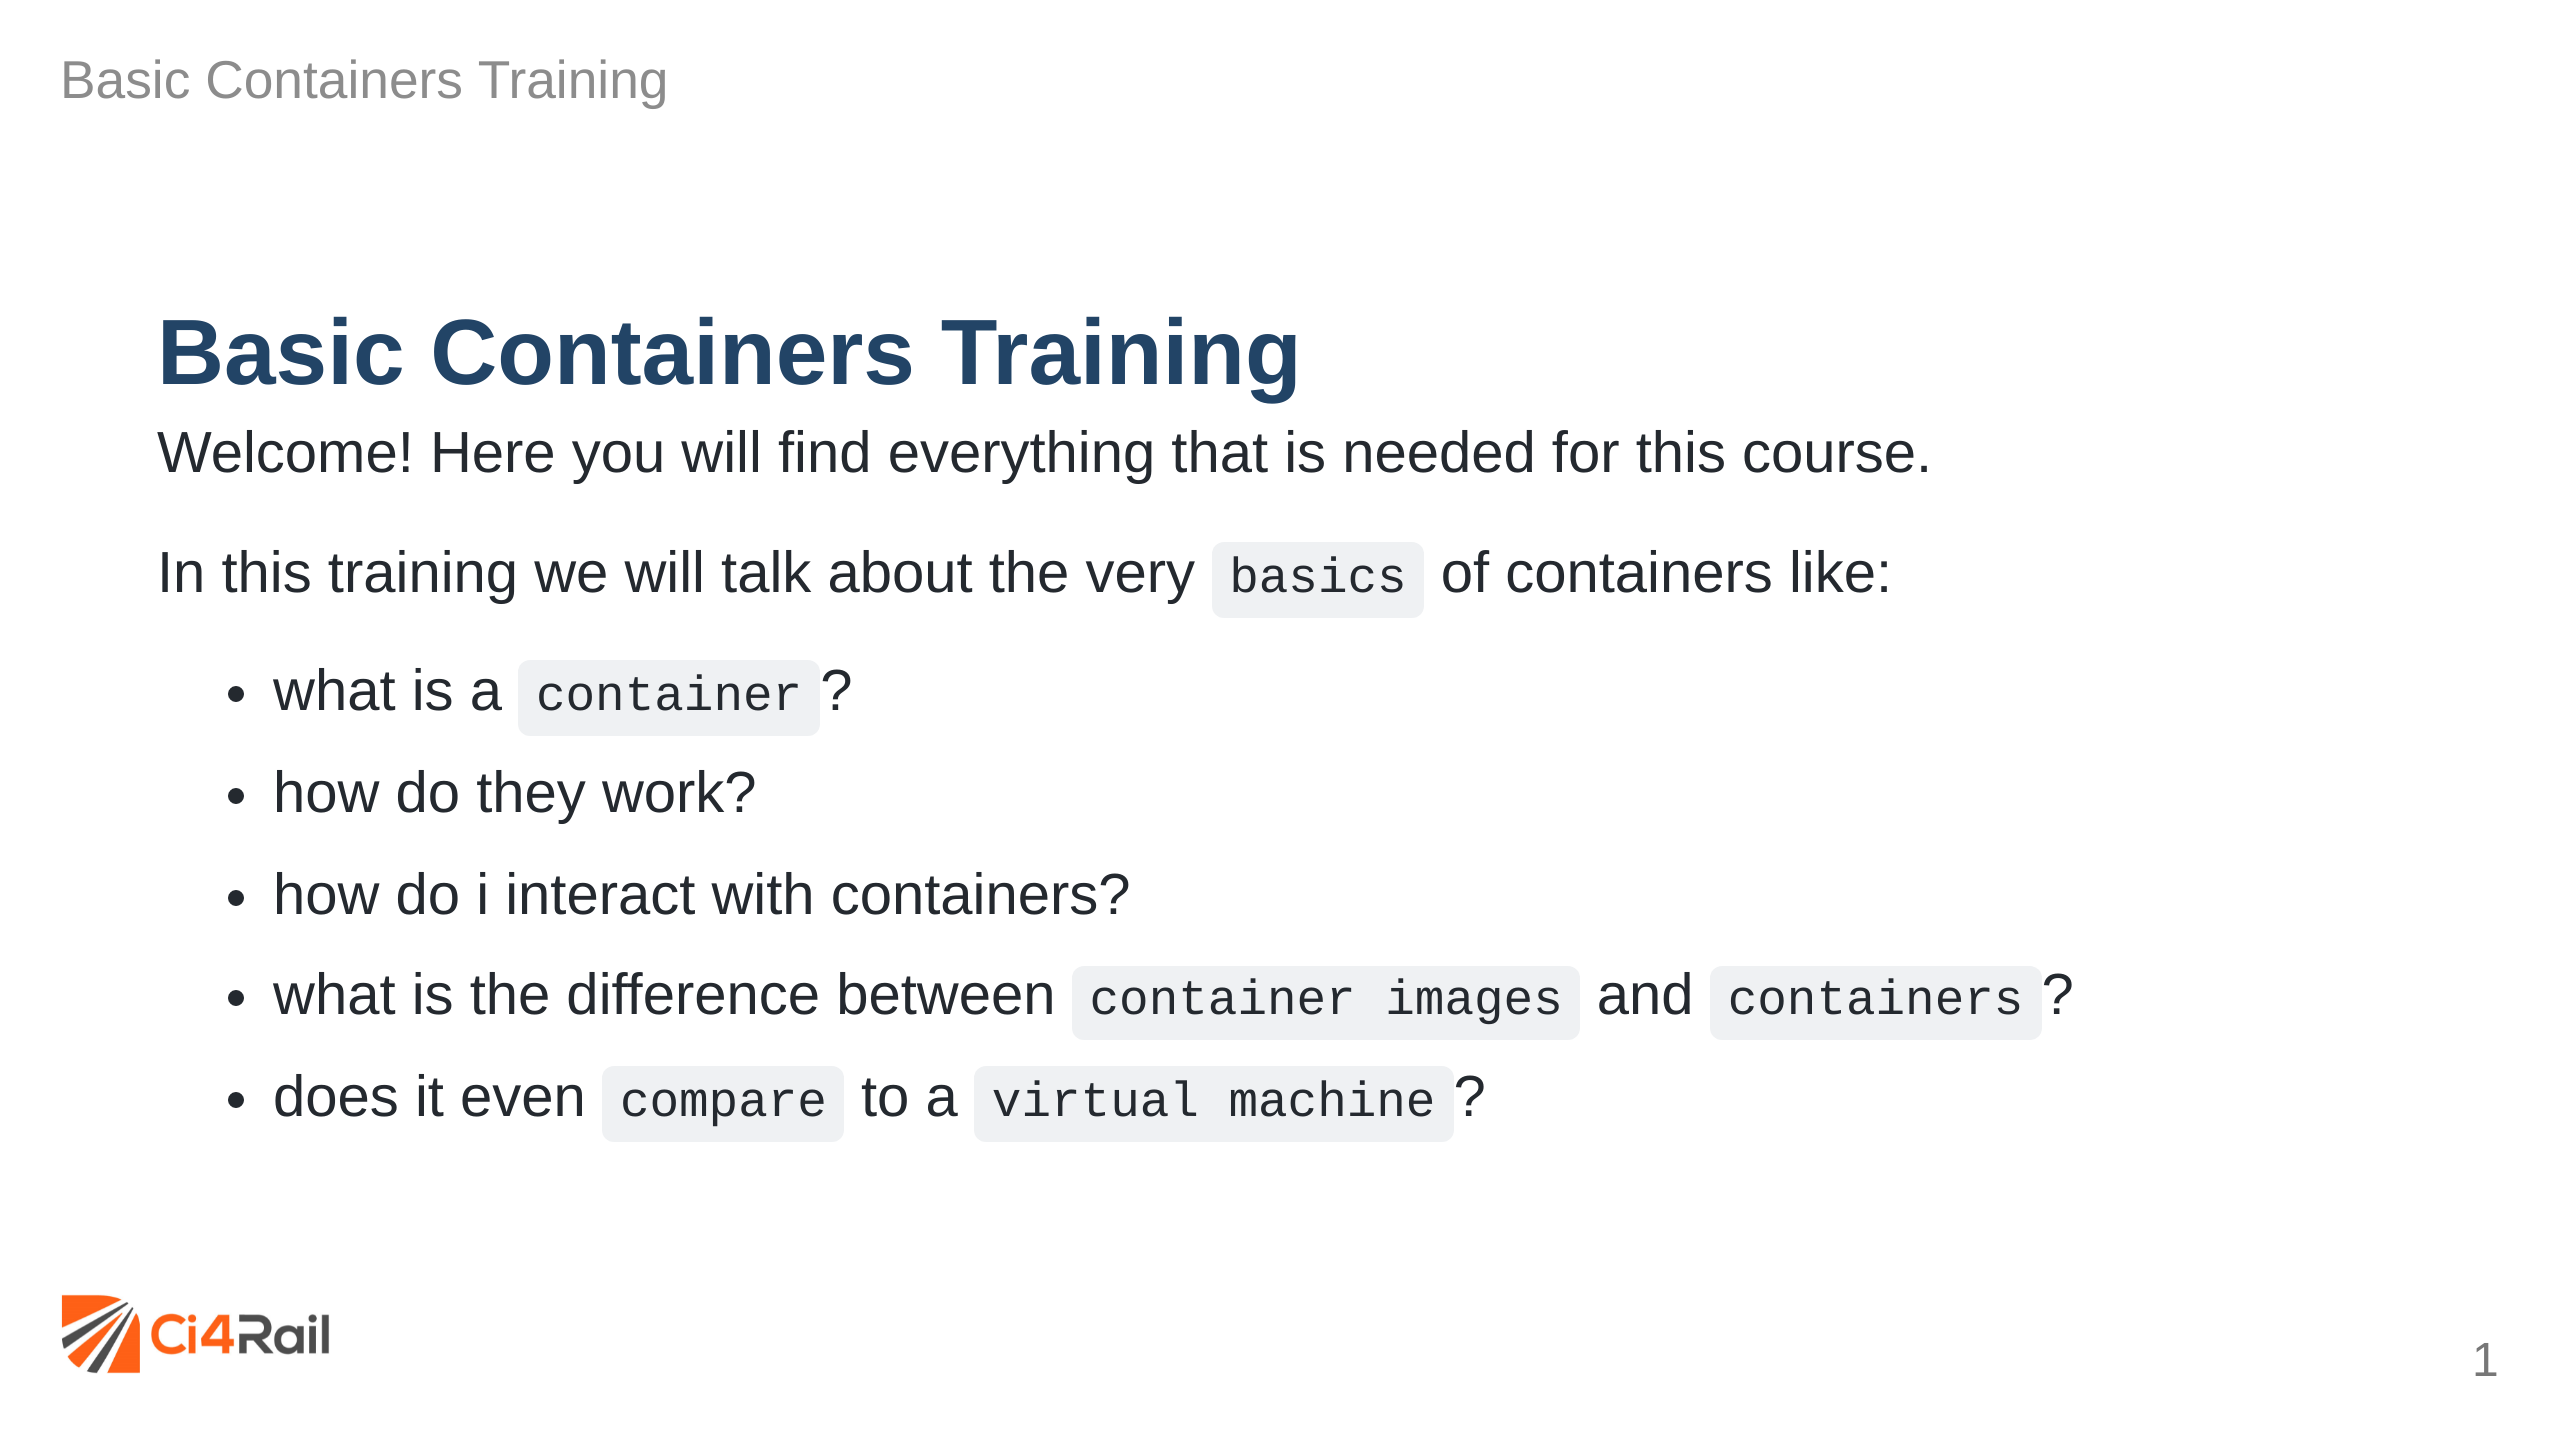 Basic Containers Training
Basic Containers Training
Welcome! Here you will find everything that is needed for this course.
In this training we will talk about the very basics of containers like:
• what is a container?
• how do they work?
• how do i interact with containers?
• what is the difference between container images and containers?
• does it even compare to a virtual machine?
Ci4Rail
1